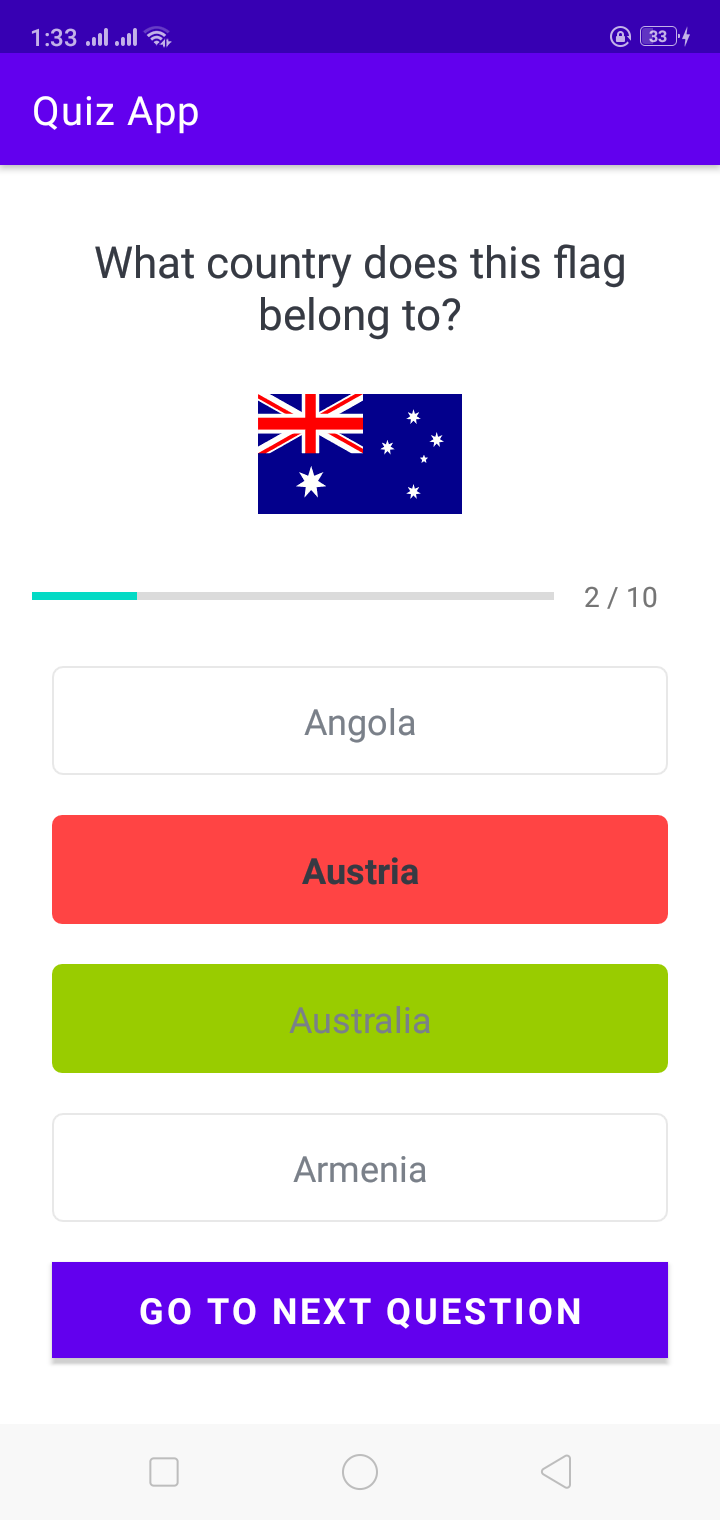 1:33
33
Quiz App
What country does this flag
belong to?
2 / 10
Angola
Austria
Australia
Armenia
GO TO NEXT QUESTION